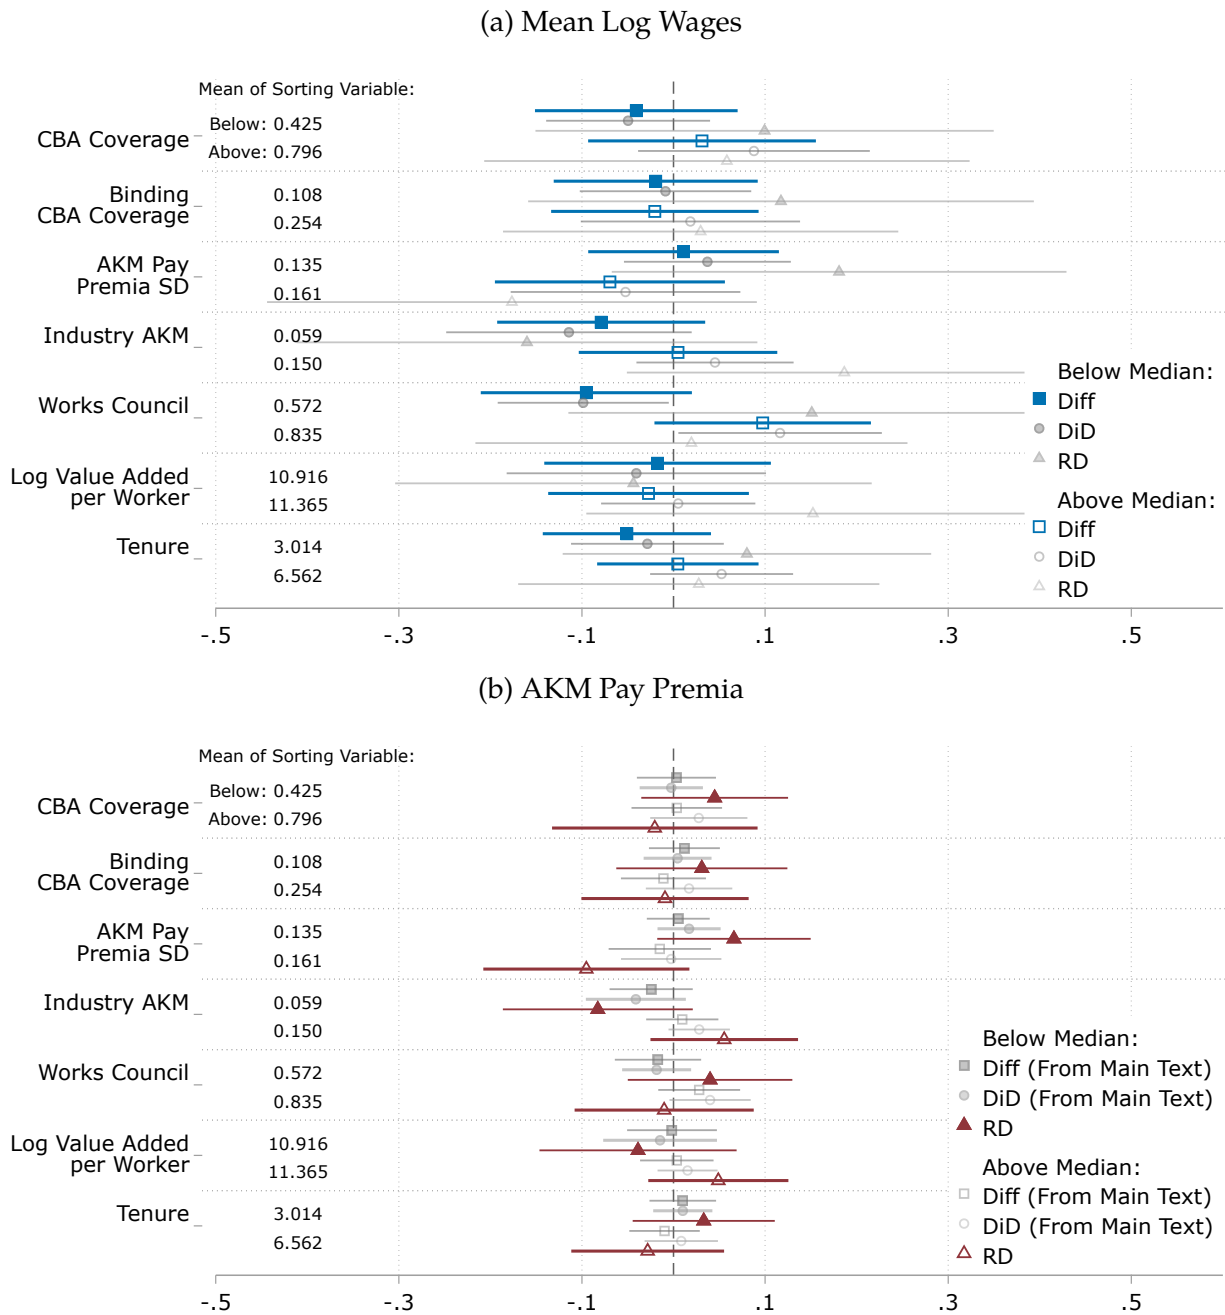 (a) Mean Log Wages
Mean of Sorting Variable:
CBA Coverage
Below: 0.425
Above: 0.796
Binding
CBA Coverage
0.108
0.254
AKM Pay
Premia SD
0.135
0.161
Industry AKM
0.059
0.150
Works Council
0.572
0.835
Log Value Added
per Worker
10.916
11.365
Tenure
3.014
6.562
Below Median:
Diff
DiD
RD
Above Median:
Diff
DiD
RD
-.5 -.3 -.1 .1 .3 .5
(b) AKM Pay Premia
Mean of Sorting Variable:
CBA Coverage
Below: 0.425
Above: 0.796
Binding
CBA Coverage
0.108
0.254
AKM Pay
Premia SD
0.135
0.161
Industry AKM
0.059
0.150
Works Council
0.572
0.835
Log Value Added
per Worker
10.916
11.365
Tenure
3.014
6.562
Below Median:
Diff (From Main Text)
DiD (From Main Text)
RD
Above Median:
Diff (From Main Text)
DiD (From Main Text)
RD
-.5 -.3 -.1 .1 .3 .5